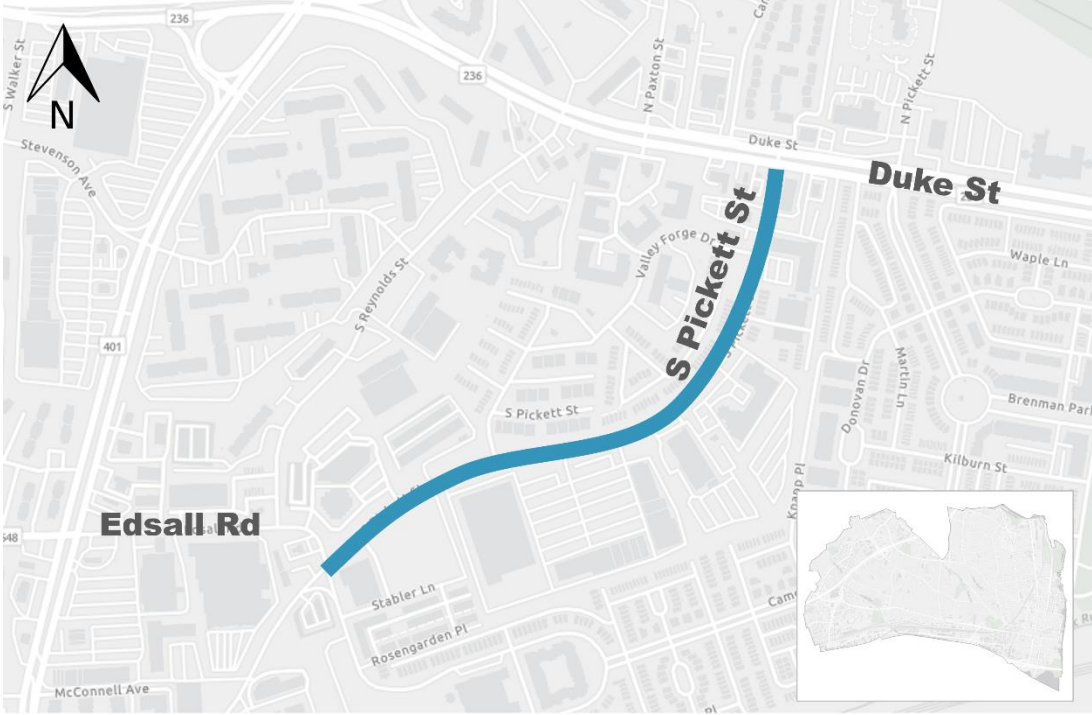 236
S Walker St
N
Stevenson Ave
236
N Paxton St
N Pickett St
Duke St
Duke St
S Pickett St
Valley Forge Dr
Waple Ln
S Reynolds St
401
Martin Ln
Donovan Dr
Brenman Park
S Pickett St
Kilburn St
Knapp Pl
Edsall Rd
648
Stabler Ln
Rosengarden Pl
McConnell Ave
Pl